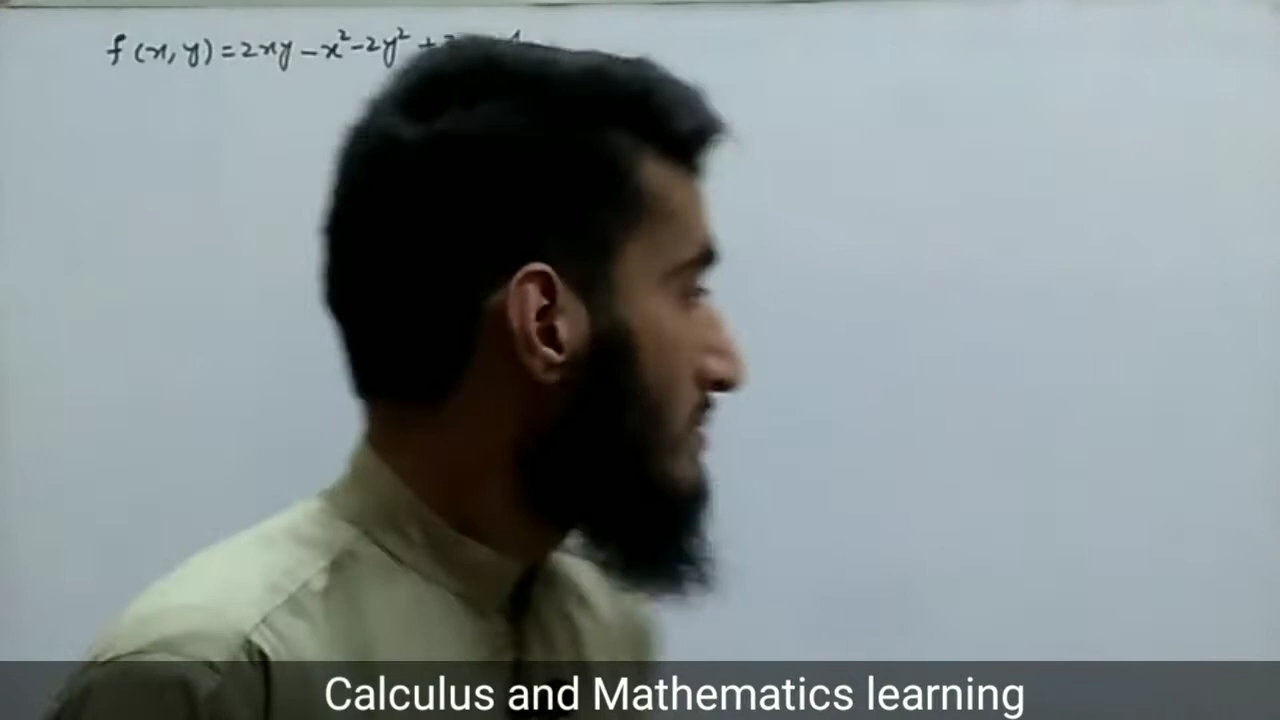 f(x,y)=2xy-x²-2y²+
Calculus and Mathematics learning